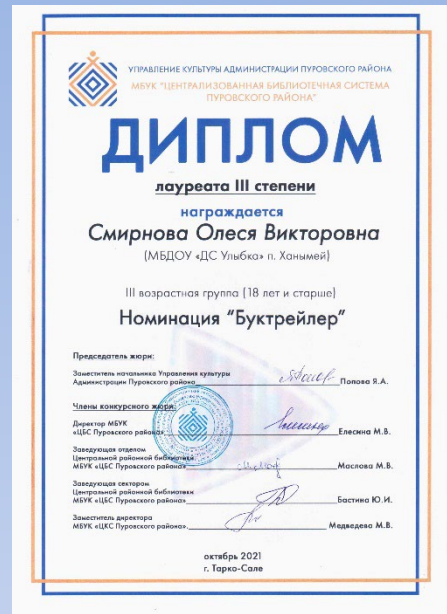 УПРАВЛЕНИЕ КУЛЬТУРЫ АДМИНИСТРАЦИИ ПУРОВСКОГО РАЙОНА
МБУК "ЦЕНТРАЛИЗОВАННАЯ БИБЛИОТЕЧНАЯ СИСТЕМА
ПУРОВСКОГО РАЙОНА"
ДИПЛОМ
лауреата III степени
награждается
Смирнова Олеся Викторовна
(МБДОУ «ДС Улыбка» п. Ханымей)
III возрастная группа (18 лет и старше)
Номинация "Буктрейлер"
Председатель жюри:
Заместитель начальника Управления культуры
Администрации Пуровского района Попова Я.А.
Члены конкурсного жюри:
Директор МБУК
«ЦБС Пуровского района» Елесина М.В.
Заведующая отделом
Центральной районной библиотеки
МБУК «ЦБС Пуровского района» Маслова М.В.
Заведующая сектором
Центральной районной библиотеки
МБУК «ЦБС Пуровского района» Бастина Ю.И.
Заместитель директора
МБУК «ЦКС Пуровского района» Медведева М.В.
октябрь 2021
г. Тарко-Сале